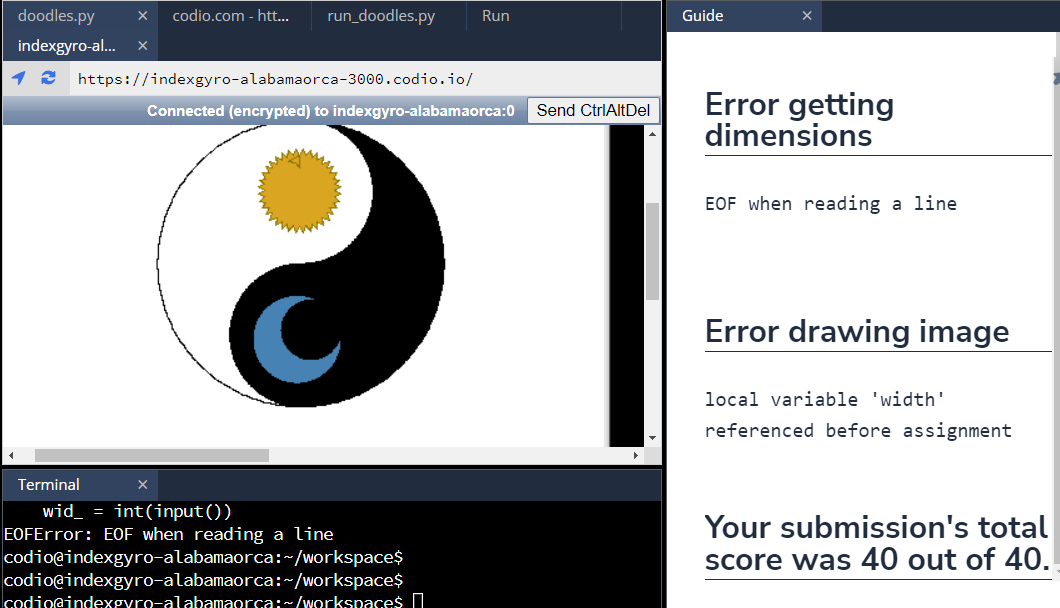 doodles.py × codio.com - htt... run_doodles.py Run
indexgyro-al... ×
https://indexgyro-alabamaorca-3000.codio.io/
Connected (encrypted) to indexgyro-alabamaorca:0 Send CtrlAltDel
Terminal ×
wid_ = int(input())
EOFError: EOF when reading a line
codio@indexgyro-alabamaorca:~/workspace$
codio@indexgyro-alabamaorca:~/workspace$
codio@indexgyro-alabamaorca:~/workspace$
Guide ×
Error getting
dimensions
EOF when reading a line
Error drawing image
local variable 'width'
referenced before assignment
Your submission's total
score was 40 out of 40.